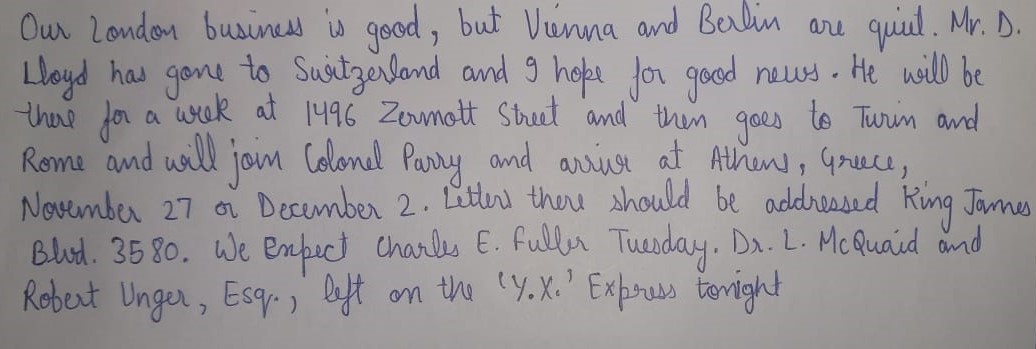 Our London business is good, but Vienna and Berlin are quiet. Mr. D.
Lloyd has gone to Switzerland and I hope for good news. He will be
there for a week at 1496 Zermott Street and then goes to Turin and
Rome and will join Colonel Parry and arrive at Athens, Greece,
November 27 or December 2. Letters there should be addressed King James
Blvd. 3580. We Expect Charles E. Fuller Tuesday. Dr. L. McQuaid and
Robert Unger, Esq., left on the 'Y.X.' Express tonight